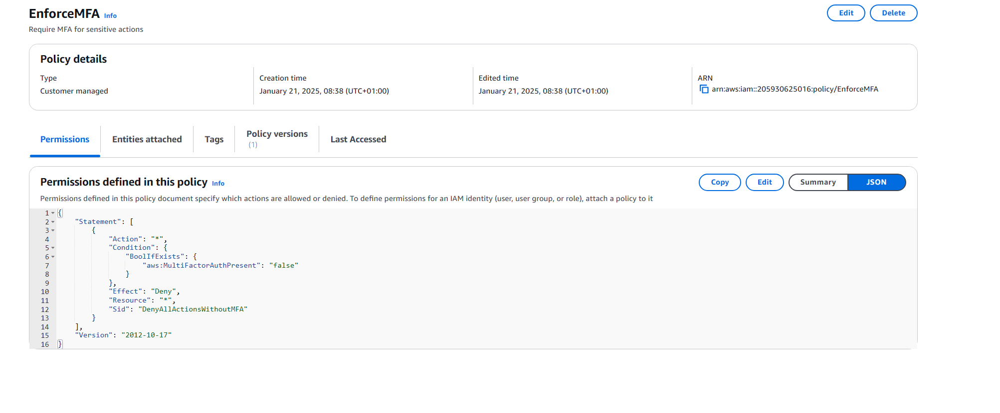 EnforceMFA Info
Edit
Delete
Require MFA for sensitive actions
Policy details
Type
Customer managed
Creation time
January 21, 2025, 08:38 (UTC+01:00)
Edited time
January 21, 2025, 08:38 (UTC+01:00)
ARN
arn:aws:iam::205930625016:policy/EnforceMFA
Permissions
Entities attached
Tags
Policy versions
(1)
Last Accessed
Permissions defined in this policy Info
Copy
Edit
Summary
JSON
Permissions defined in this policy document specify which actions are allowed or denied. To define permissions for an IAM identity (user, user group, or role), attach a policy to it
1 {
2     "Statement": [
3         {
4             "Action": "*",
5             "Condition": {
6                 "BoolIfExists": {
7                     "aws:MultiFactorAuthPresent": "false"
8                 }
9             },
10             "Effect": "Deny",
11             "Resource": "*",
12             "Sid": "DenyAllActionsWithoutMFA"
13         }
14     ],
15     "Version": "2012-10-17"
16 }